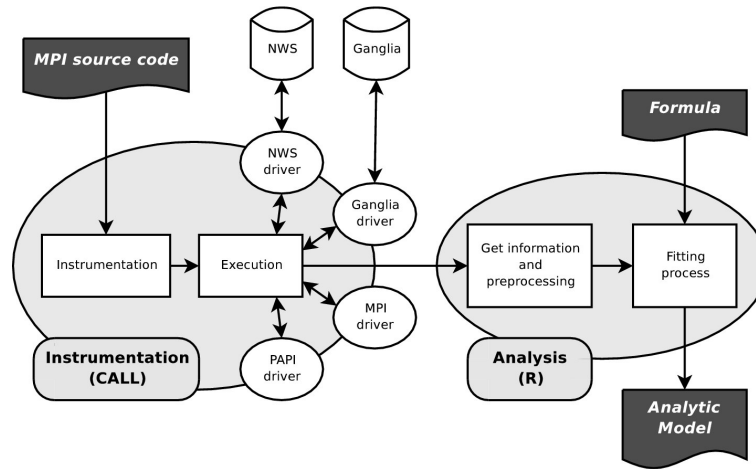 NWS
Ganglia
MPI source code
Formula
NWS
driver
Ganglia
driver
Instrumentation
Execution
Get information
and
preprocessing
Fitting
process
MPI
driver
PAPI
driver
Instrumentation
(CALL)
Analysis
(R)
Analytic
Model